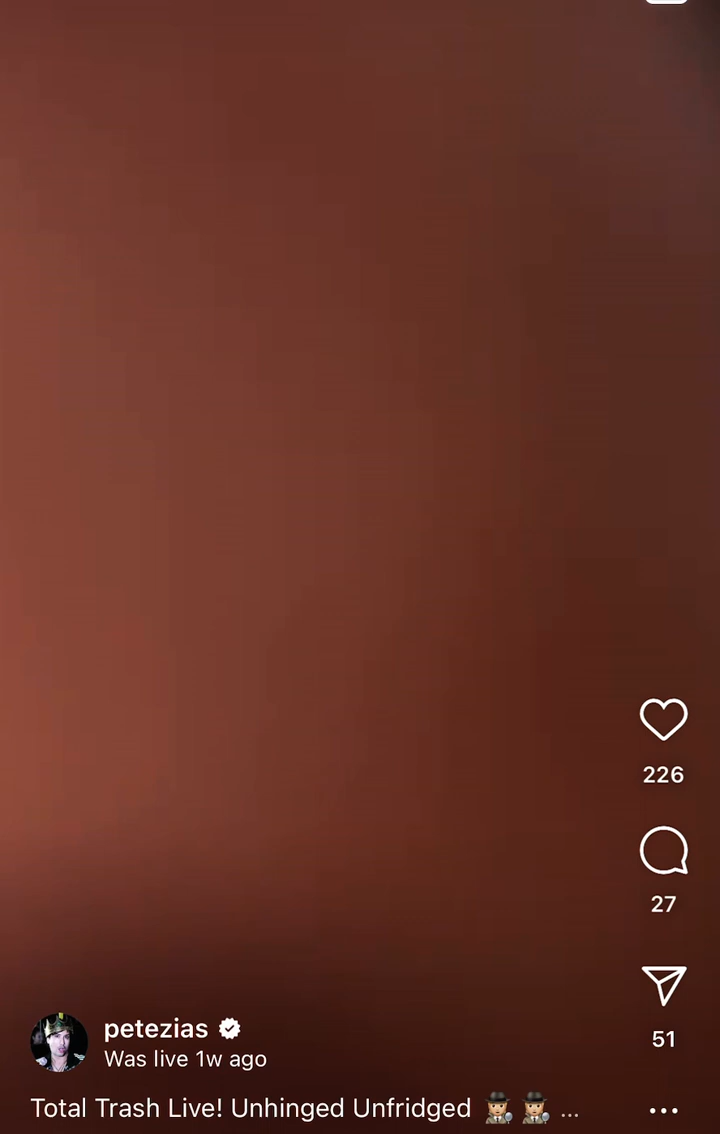 226
27
51
petezias
Was live 1w ago
Total Trash Live! Unhinged Unfridged 🕵🏼 🕵🏼 ...